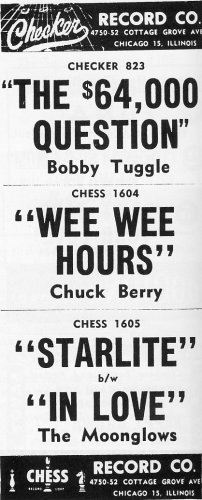 Checker RECORD CO.
4750-52 COTTAGE GROVE AVE
CHICAGO 15, ILLINOIS
CHECKER 823
"THE $64,000
QUESTION"
Bobby Tuggle
CHESS 1604
"WEE WEE
HOURS"
Chuck Berry
CHESS 1605
"STARLITE"
b/w
"IN LOVE"
The Moonglows
CHESS RECORD CO.
RECORD CORP
4750-52 COTTAGE GROVE AVE
CHICAGO 15, ILLINOIS